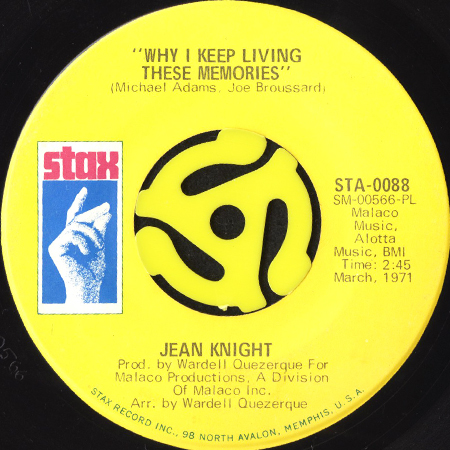 "WHY I KEEP LIVING
THESE MEMORIES"
(Michael Adams, Joe Broussard)
stax
STA-0088
SM-00566-PL
Malaco
Music,
Alotta
Music, BMI
Time: 2:45
March, 1971
JEAN KNIGHT
Prod. by Wardell Quezerque For
Malaco Productions, A Division
Of Malaco Inc.
Arr. by Wardell Quezerque
STAX RECORD INC., 98 NORTH AVALON, MEMPHIS, U. S. A.